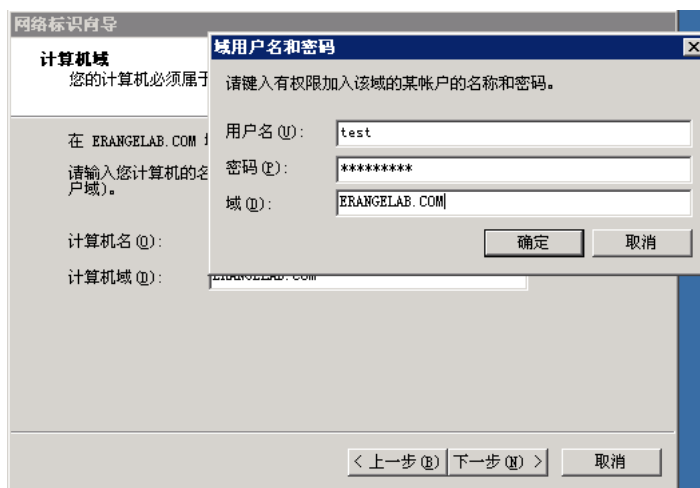 网络标识向导
计算机域
您的计算机必须属于
在 ERANGELAB.COM
请输入您计算机的名
户域)。
计算机名(O):
计算机域(D):
ERANGELAB.COM
域用户名和密码
请键入有权限加入该域的某帐户的名称和密码。
用户名(U):
test
密码(P):
*********
域(D):
ERANGELAB.COM
确定
取消
< 上一步(B)
下一步(N) >
取消